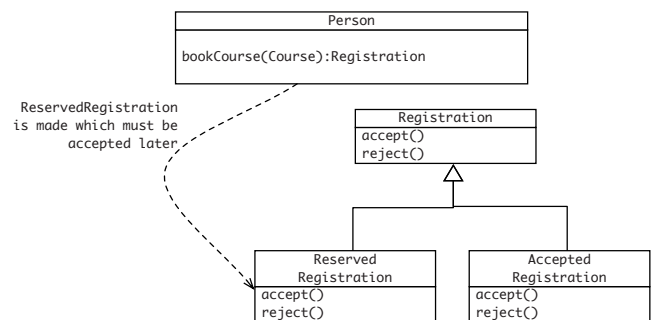 Person
bookCourse(Course):Registration
ReservedRegistration
is made which must be
accepted later
Registration
accept()
reject()
Reserved
Registration
accept()
reject()
Accepted
Registration
accept()
reject()